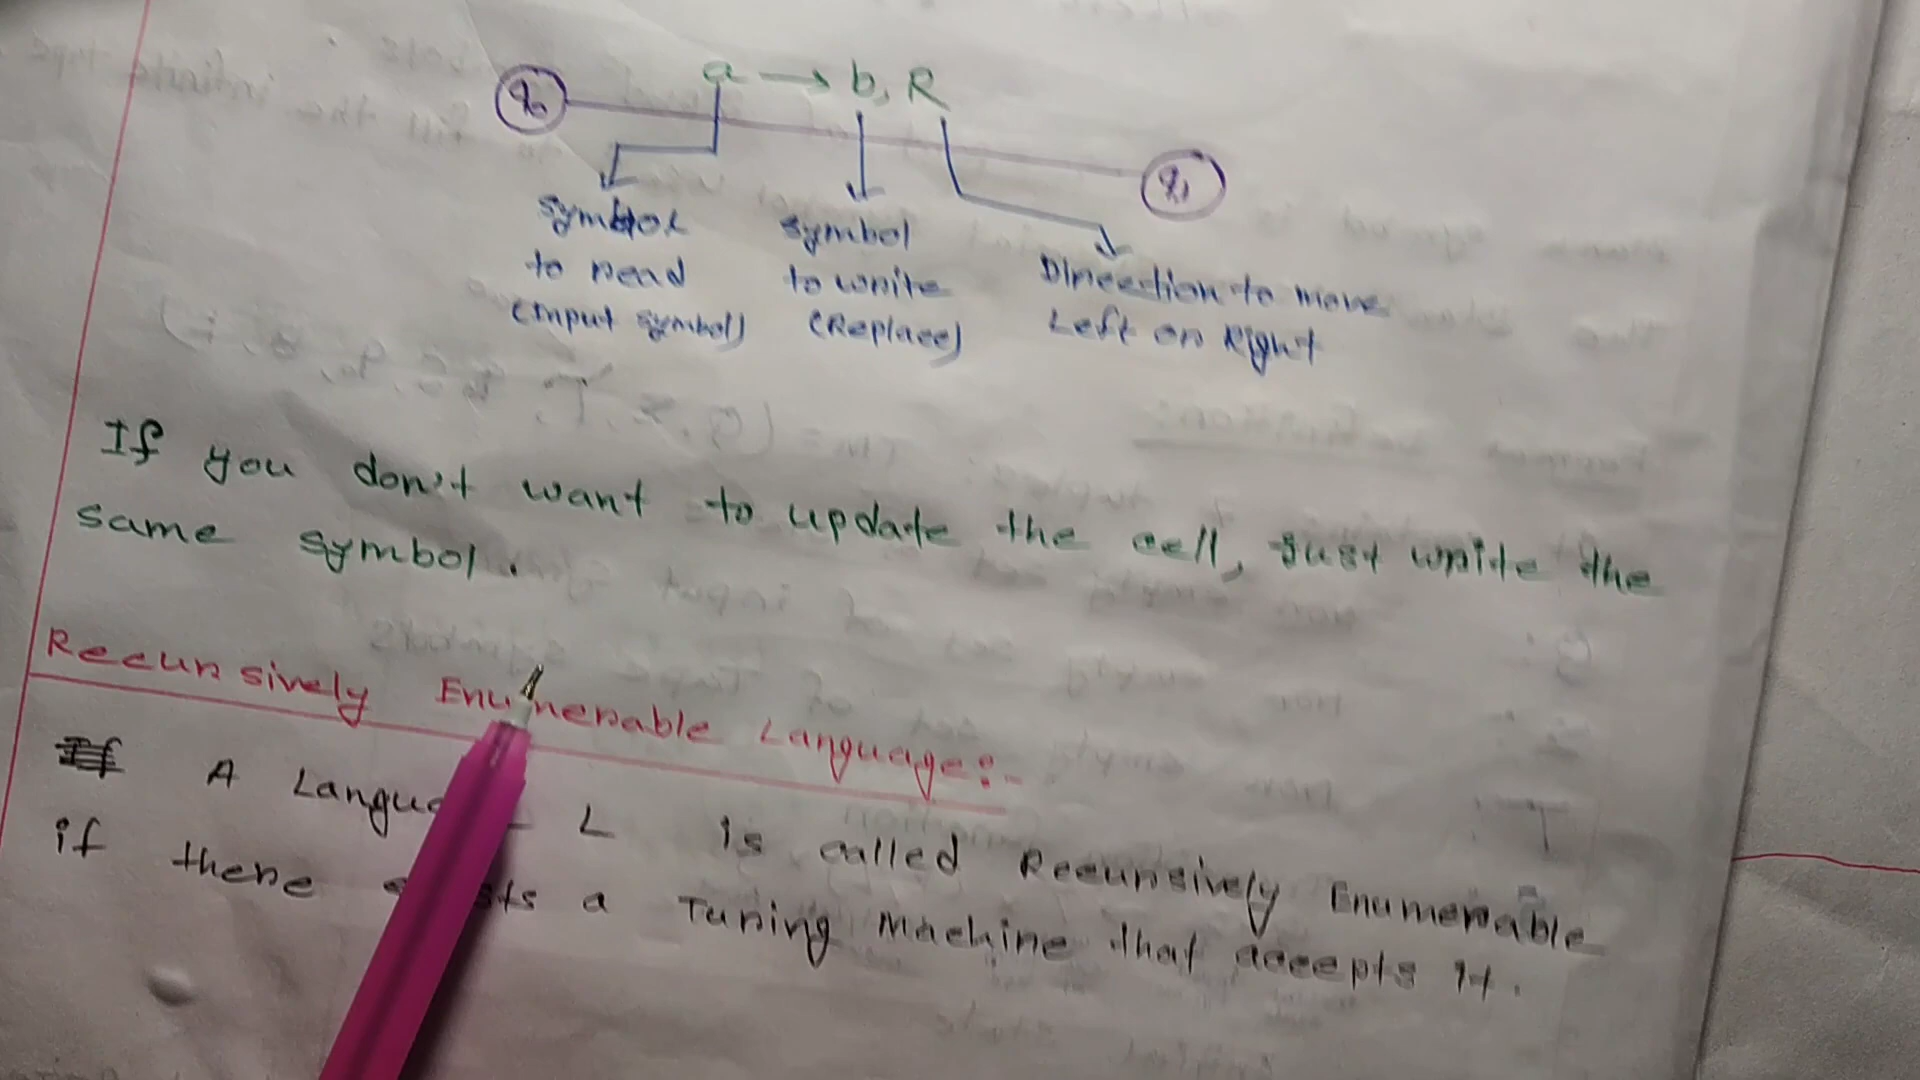 a → b, R
q₀
q₁
symbol symbol Direction to move
to read to write Left or Right
(Input symbol) (Replace)
If you don't want to update the cell, just write the
same symbol.
Recursively Enumerable Language:-
A Language L is called Recursively Enumerable
if there exists a Turing Machine that accepts it.